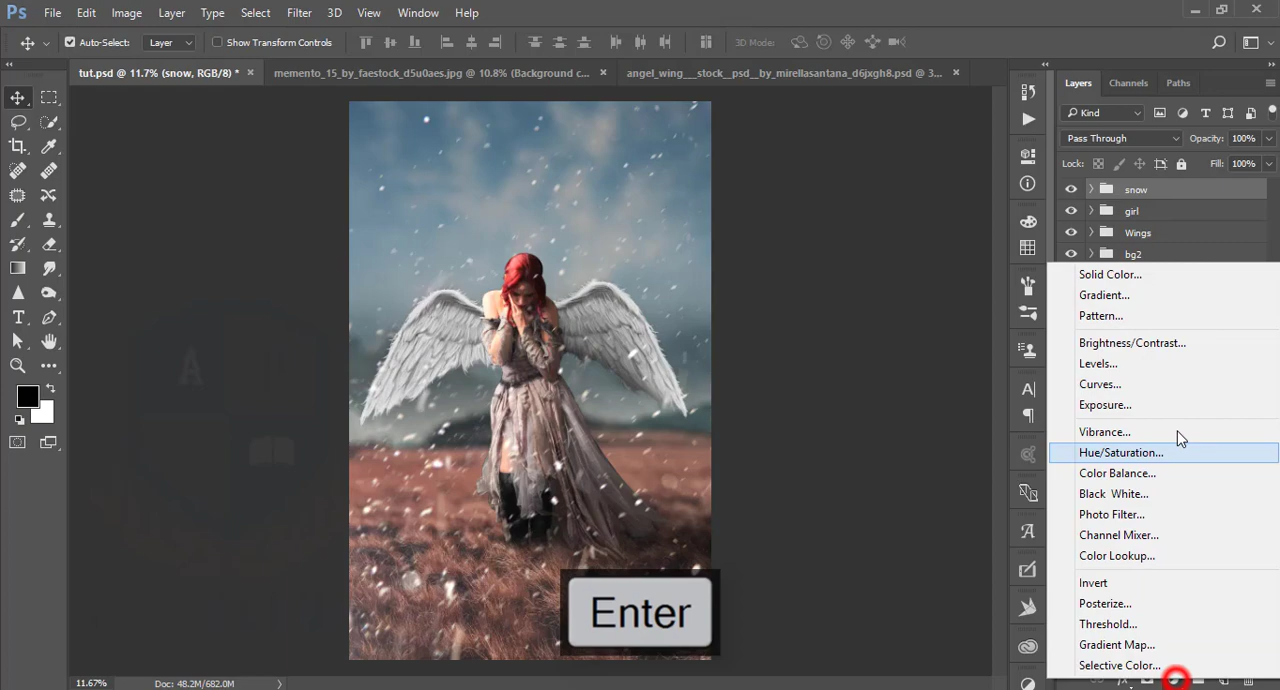 Ps File Edit Image Layer Type Select Filter 3D View Window Help
Auto-Select: Layer Show Transform Controls 3D Mode:
tut.psd @ 11.7% (snow, RGB/8) * × memento_15_by_faestock_d5u0aes.jpg @ 10.8% (Background c... × angel_wing__stock__psd__by_mirellasantana_d6jxgh8.psd @ 3... ×
Layers Channels Paths
Kind
Pass Through Opacity: 100%
Lock: Fill: 100%
snow
girl
Wings
bg2
Solid Color...
Gradient...
Pattern...
Brightness/Contrast...
Levels...
Curves...
Exposure...
Vibrance...
Hue/Saturation...
Color Balance...
Black White...
Photo Filter...
Channel Mixer...
Color Lookup...
Invert
Posterize...
Threshold...
Gradient Map...
Selective Color...
Enter
11.67% Doc: 48.2M/682.0M